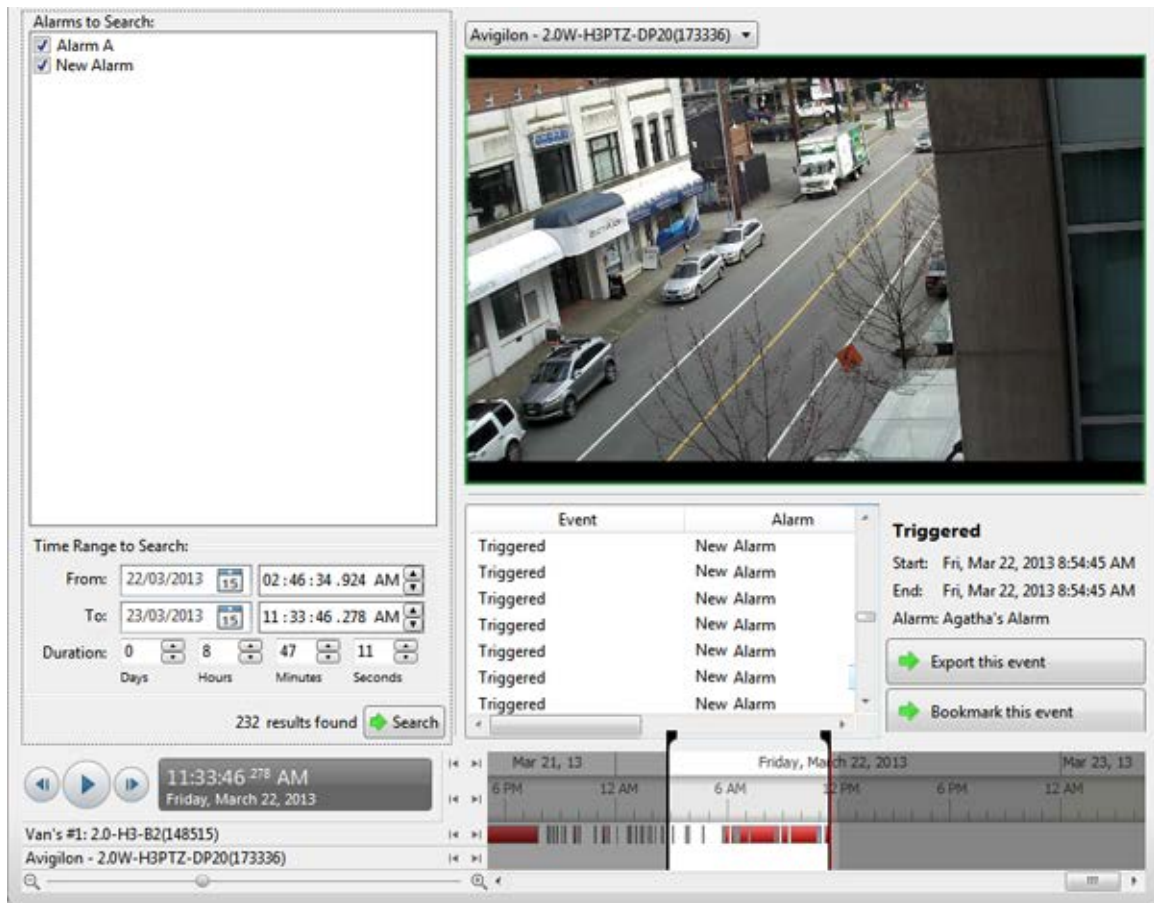 Alarms to Search:
Alarm A
New Alarm
Time Range to Search:
From: 22/03/2013 15 02:46:34.924 AM
To: 23/03/2013 15 11:33:46.278 AM
Duration: 0 8 47 11
Days Hours Minutes Seconds
232 results found Search
Avigilon - 2.0W-H3PTZ-DP20(173336)
Event Alarm
Triggered New Alarm
Triggered New Alarm
Triggered New Alarm
Triggered New Alarm
Triggered New Alarm
Triggered New Alarm
Triggered New Alarm
Triggered
Start: Fri, Mar 22, 2013 8:54:45 AM
End: Fri, Mar 22, 2013 8:54:45 AM
Alarm: Agatha's Alarm
Export this event
Bookmark this event
11:33:46.278 AM
Friday, March 22, 2013
Mar 21, 13 Friday, March 22, 2013 Mar 23, 13
6 PM 12 AM 6 AM 12 PM 6 PM 12 AM
Van's #1: 2.0-H3-B2(148515)
Avigilon - 2.0W-H3PTZ-DP20(173336)